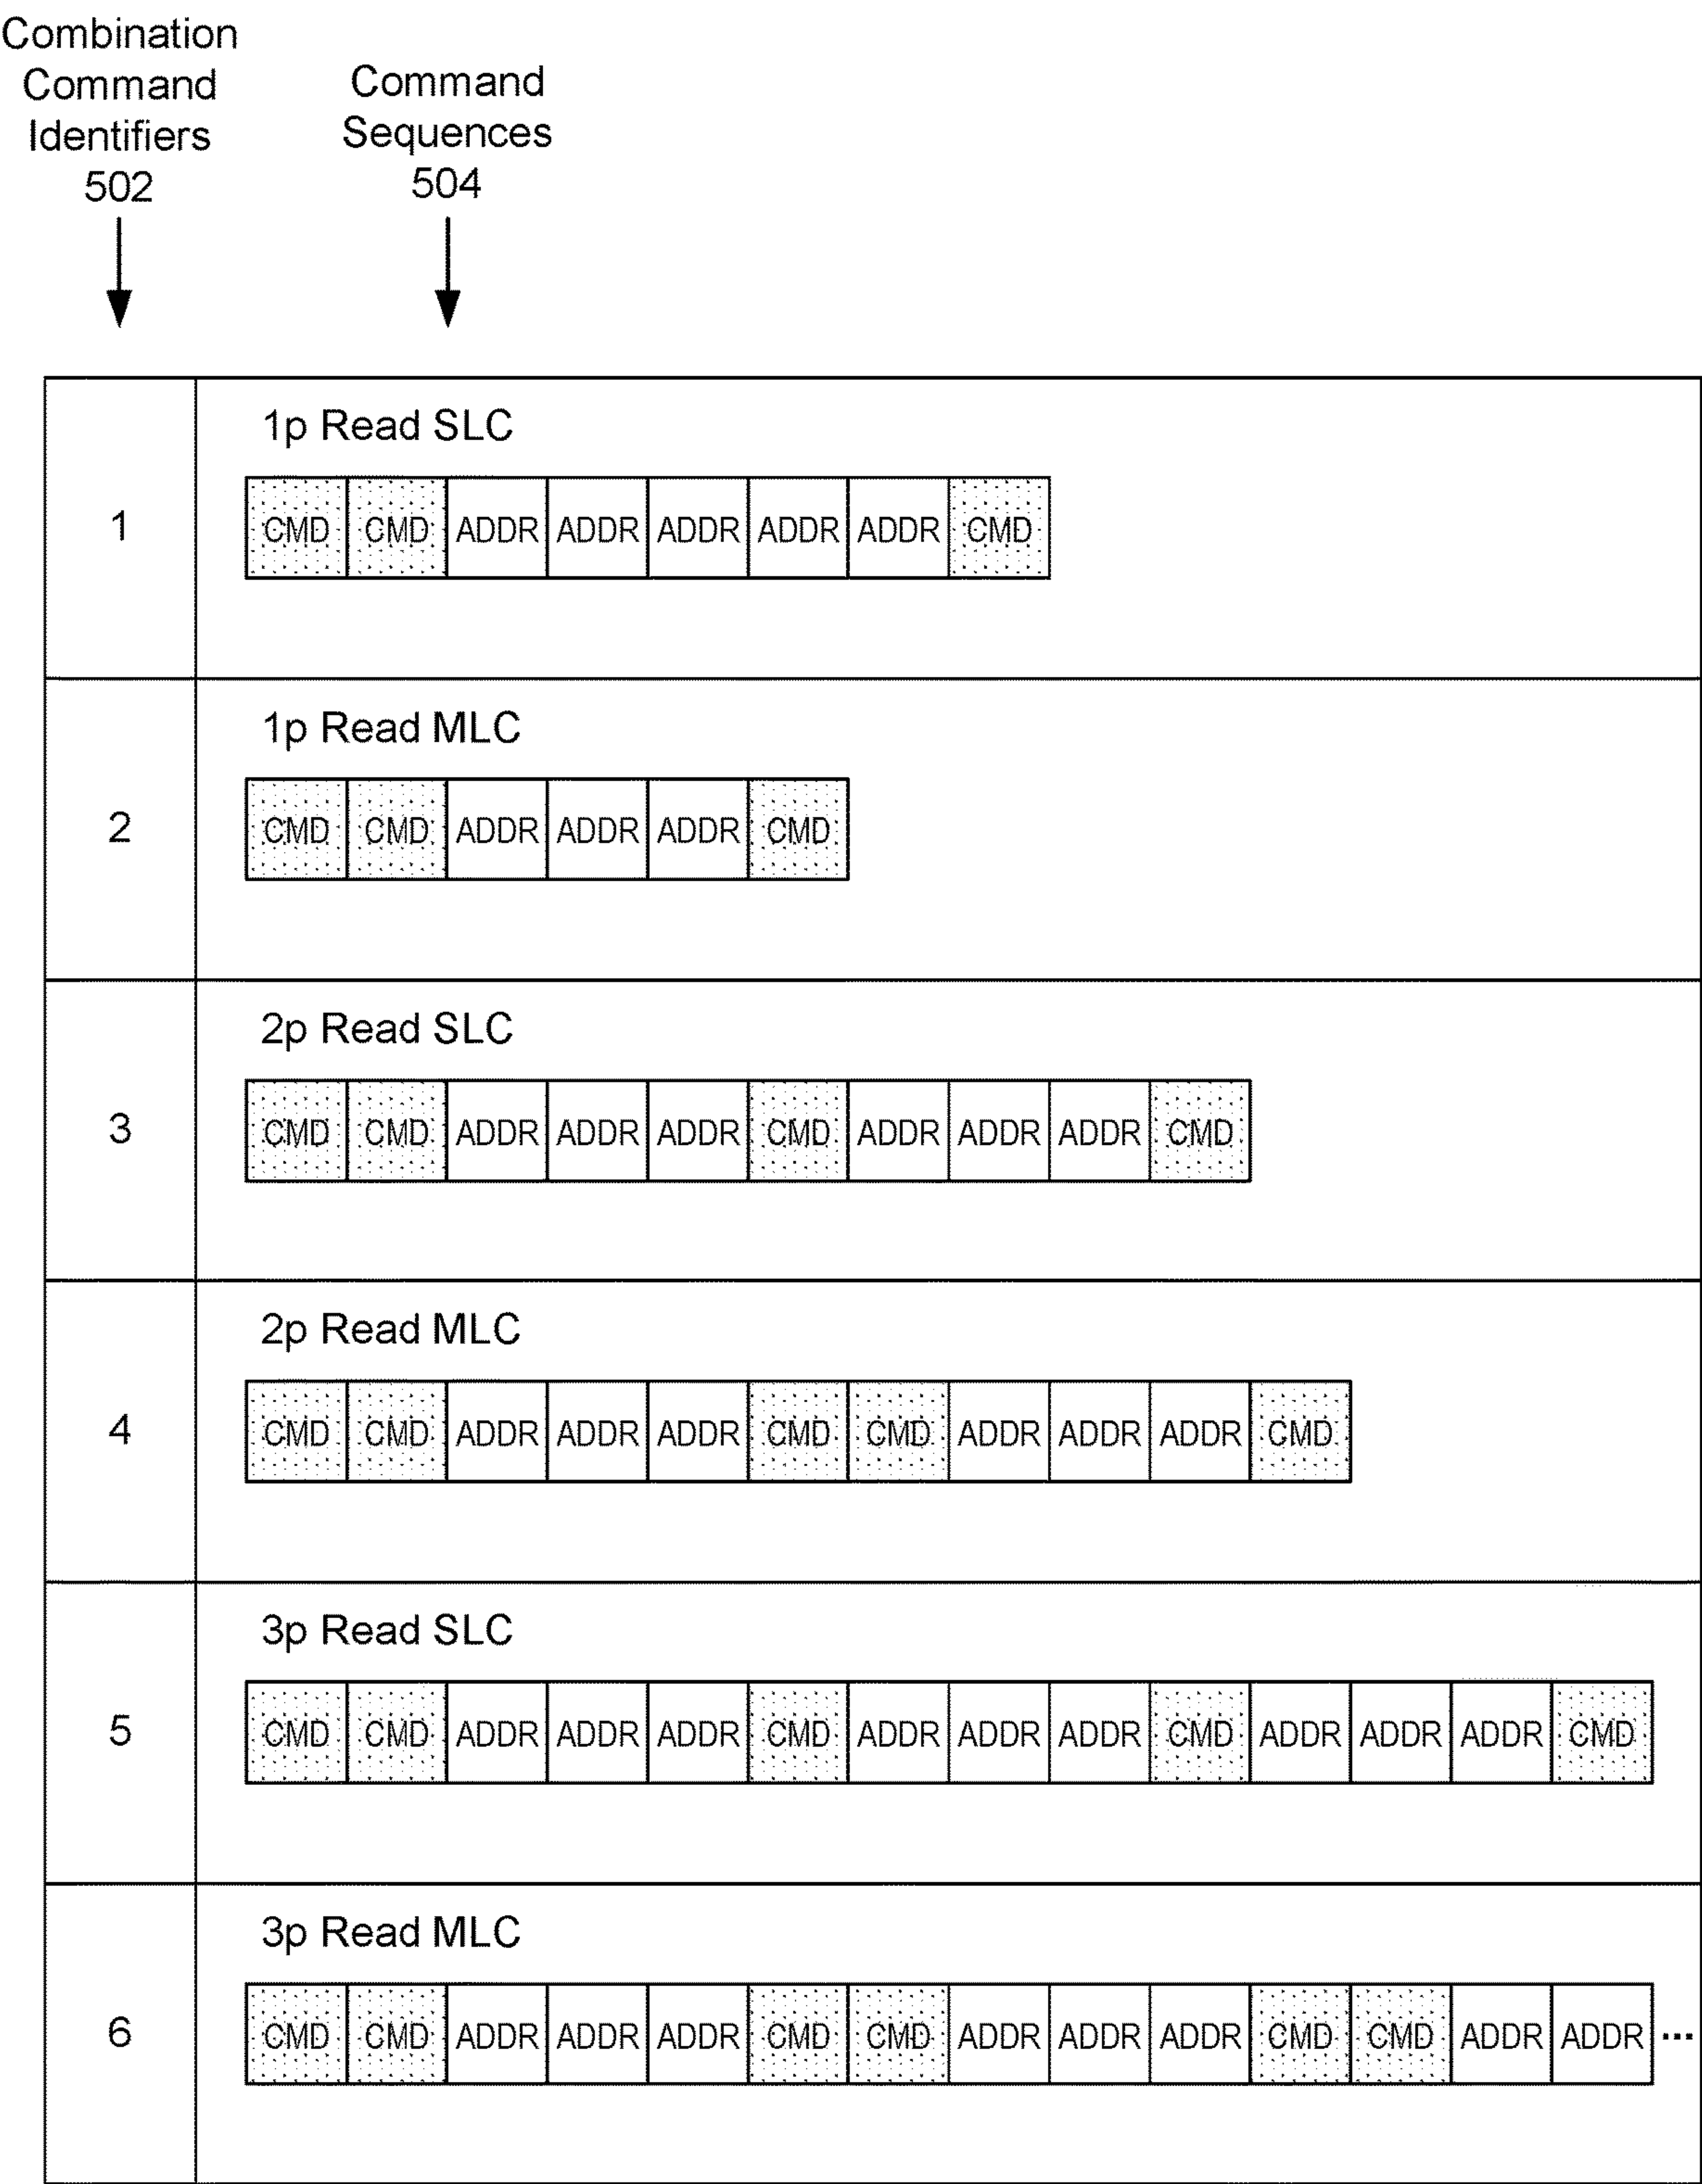 Combination
Command
Identifiers
502
Command
Sequences
504
1
1p Read SLC
CMD CMD ADDR ADDR ADDR ADDR ADDR CMD
2
1p Read MLC
CMD CMD ADDR ADDR ADDR CMD
3
2p Read SLC
CMD CMD ADDR ADDR ADDR CMD ADDR ADDR ADDR CMD
4
2p Read MLC
CMD CMD ADDR ADDR ADDR CMD CMD ADDR ADDR ADDR CMD
5
3p Read SLC
CMD CMD ADDR ADDR ADDR CMD ADDR ADDR ADDR CMD ADDR ADDR ADDR CMD
6
3p Read MLC
CMD CMD ADDR ADDR ADDR CMD CMD ADDR ADDR ADDR CMD CMD ADDR ADDR ...